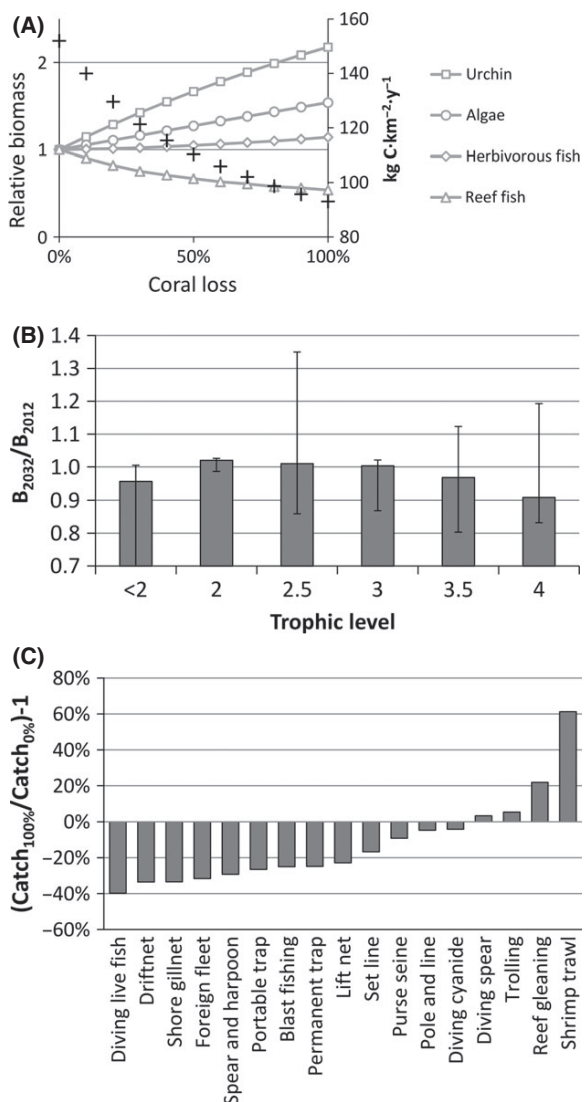 (A)
160
140
120
100
80
2
1
0
Relative biomass
kg C·km⁻²·y⁻¹
0%
50%
100%
Coral loss
Urchin
Algae
Herbivorous fish
Reef fish
(B)
1.4
1.3
1.2
1.1
1.0
0.9
0.8
0.7
B2032/B2012
<2
2
2.5
3
3.5
4
Trophic level
(C)
80%
60%
40%
20%
0%
−20%
−40%
−60%
(Catch100%/Catch0%)-1
Diving live fish
Driftnet
Shore gillnet
Foreign fleet
Spear and harpoon
Portable trap
Blast fishing
Permanent trap
Lift net
Set line
Purse seine
Pole and line
Diving cyanide
Diving spear
Trolling
Reef gleaning
Shrimp trawl